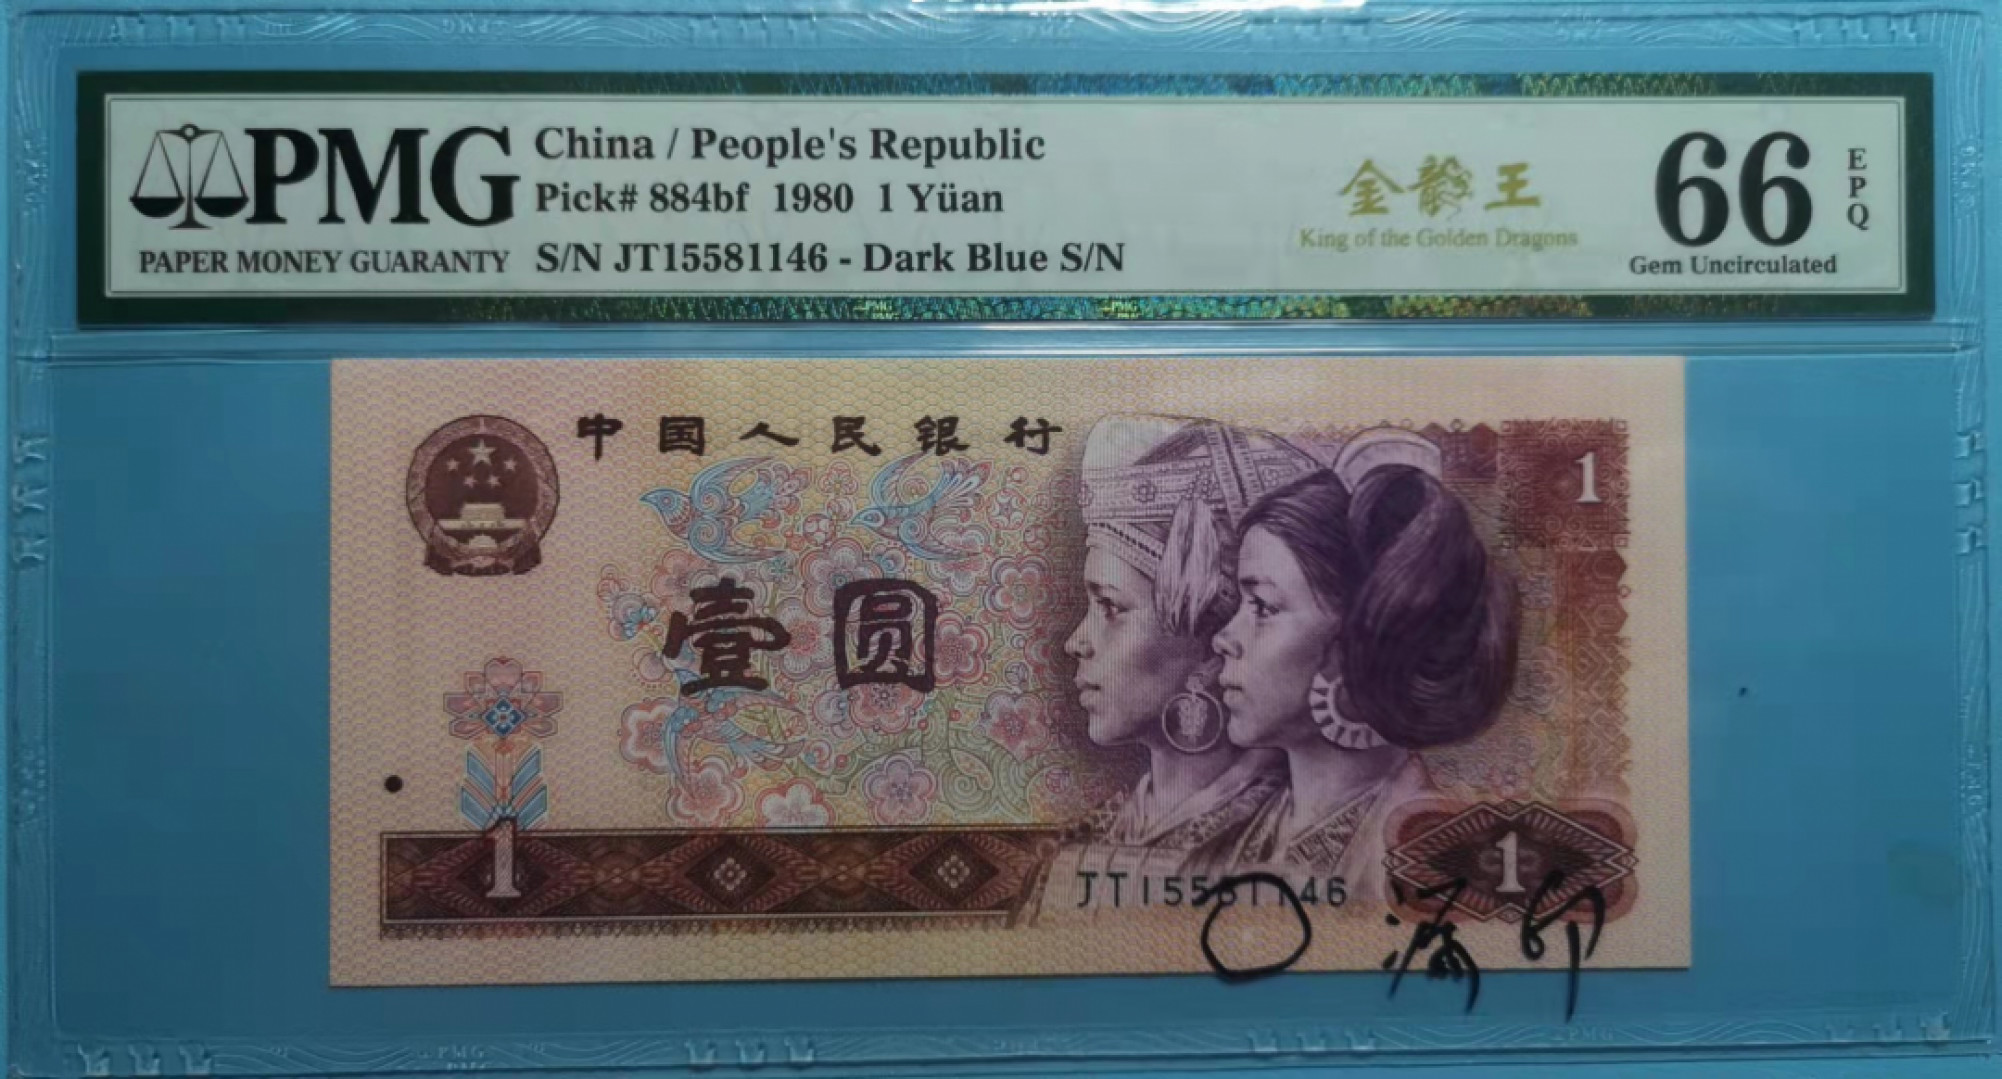 PMG
PAPER MONEY GUARANTY
China / People's Republic
Pick# 884bf 1980 1 Yüan
S/N JT15581146 - Dark Blue S/N
金龍王
King of the Golden Dragons
66
EPQ
Gem Uncirculated
中国人民银行
1
壹圆
1
JT15581146
1
漏印